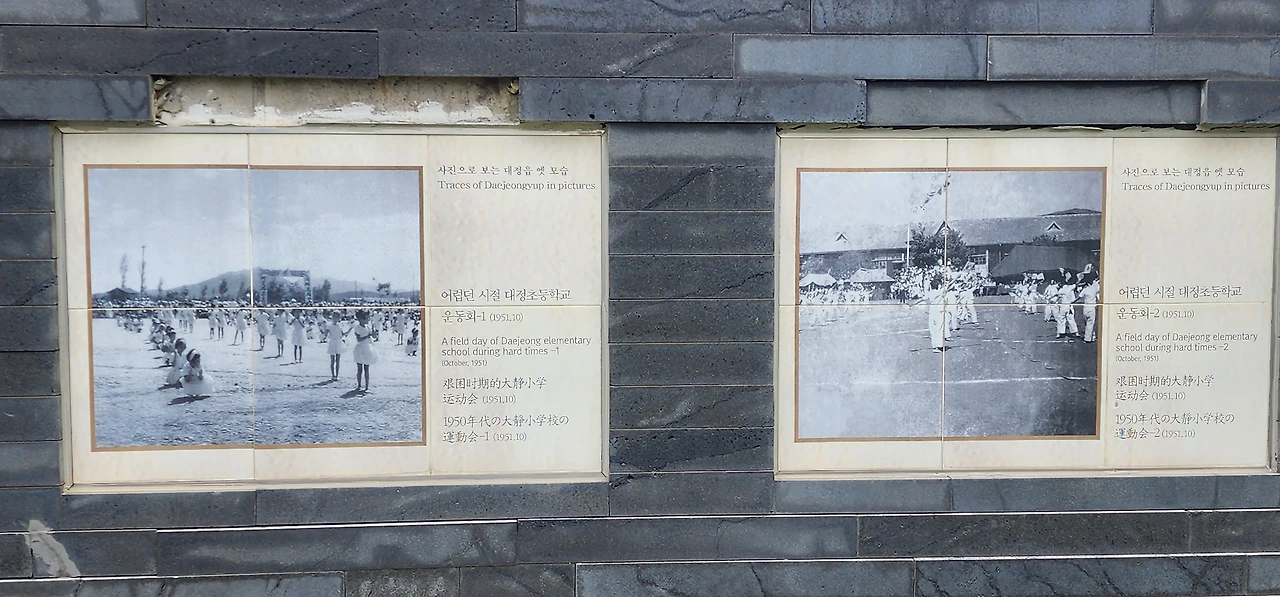 사진으로 보는 대정읍 옛 모습
Traces of Daejeongyup in pictures
어렵던 시절 대정초등학교
운동회-1 (1951.10)
A field day of Daejeong elementary
school during hard times -1
(October, 1951)
艰困时期的大静小学
运动会 (1951.10)
1950年代の大静小学校の
運動会-1 (1951.10)
사진으로 보는 대정읍 옛 모습
Traces of Daejeongyup in pictures
어렵던 시절 대정초등학교
운동회-2 (1951.10)
A field day of Daejeong elementary
school during hard times -2
(October, 1951)
艰困时期的大静小学
运动会 (1951.10)
1950年代の大静小学校の
運動会-2 (1951.10)